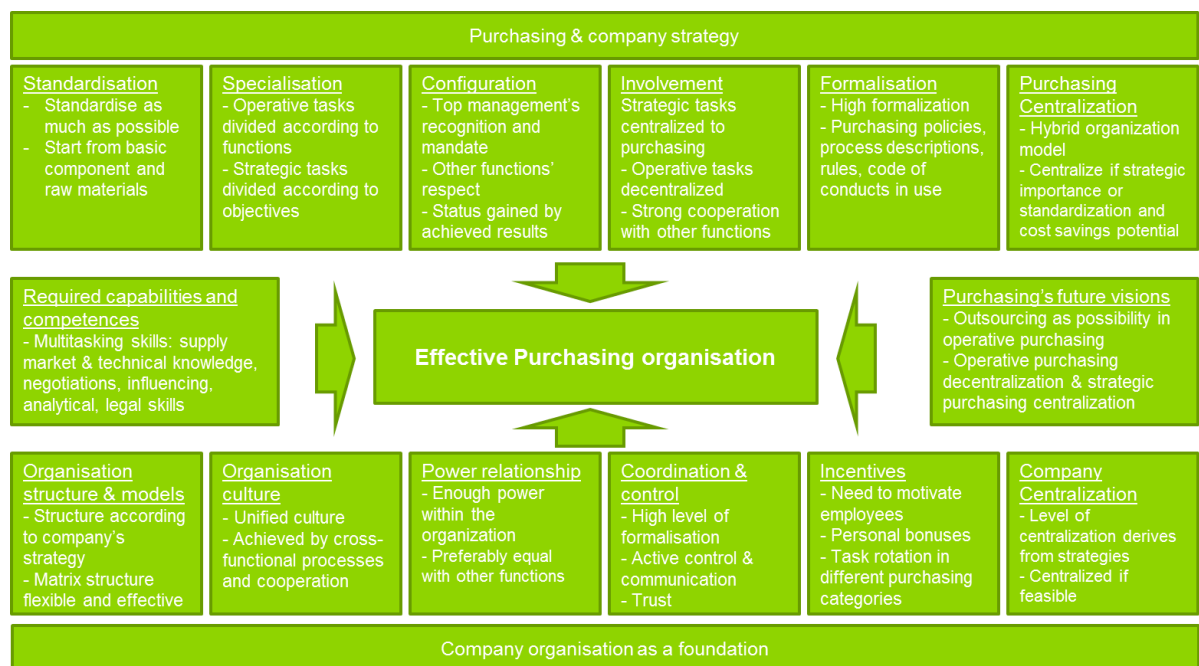 Purchasing & company strategy
Standardisation
- Standardise as
much as possible
- Start from basic
component and
raw materials
Specialisation
- Operative tasks
divided according to
functions
- Strategic tasks
divided according to
objectives
Configuration
- Top management's
recognition and
mandate
- Other functions'
respect
- Status gained by
achieved results
Involvement
Strategic tasks
centralized to
purchasing
- Operative tasks
decentralized
- Strong cooperation
with other functions
Formalisation
- High formalization
- Purchasing policies,
process descriptions,
rules, code of
conducts in use
Purchasing
Centralization
- Hybrid organization
model
- Centralize if strategic
importance or
standardization and
cost savings potential
Required capabilities and
competences
- Multitasking skills: supply
market & technical knowledge,
negotiations, influencing,
analytical, legal skills
Effective Purchasing organisation
Purchasing's future visions
- Outsourcing as possibility in
operative purchasing
- Operative purchasing
decentralization & strategic
purchasing centralization
Organisation
structure & models
- Structure according
to company's
strategy
- Matrix structure
flexible and effective
Organisation
culture
- Unified culture
- Achieved by cross-
functional processes
and cooperation
Power relationship
- Enough power
within the
organization
- Preferably equal
with other functions
Coordination &
control
- High level of
formalisation
- Active control &
communication
- Trust
Incentives
- Need to motivate
employees
- Personal bonuses
- Task rotation in
different purchasing
categories
Company
Centralization
- Level of
centralization derives
from strategies
- Centralized if
feasible
Company organisation as a foundation